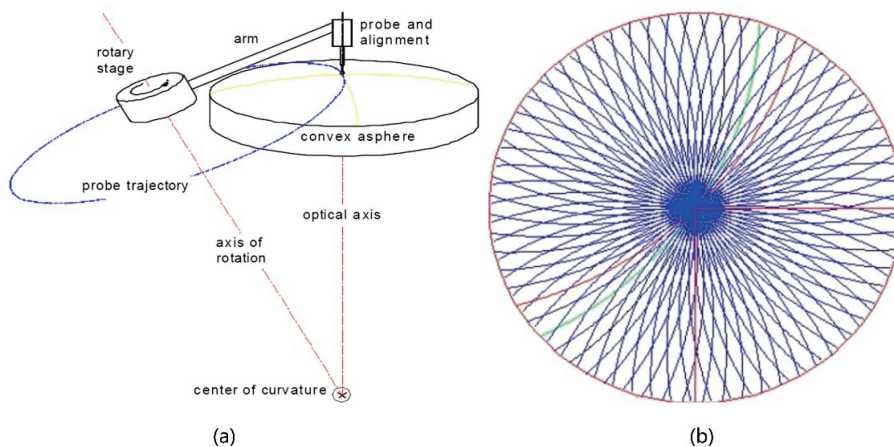 rotary
stage
arm
probe and
alignment
convex asphere
probe trajectory
optical axis
axis of
rotation
center of curvature
(a)
(b)